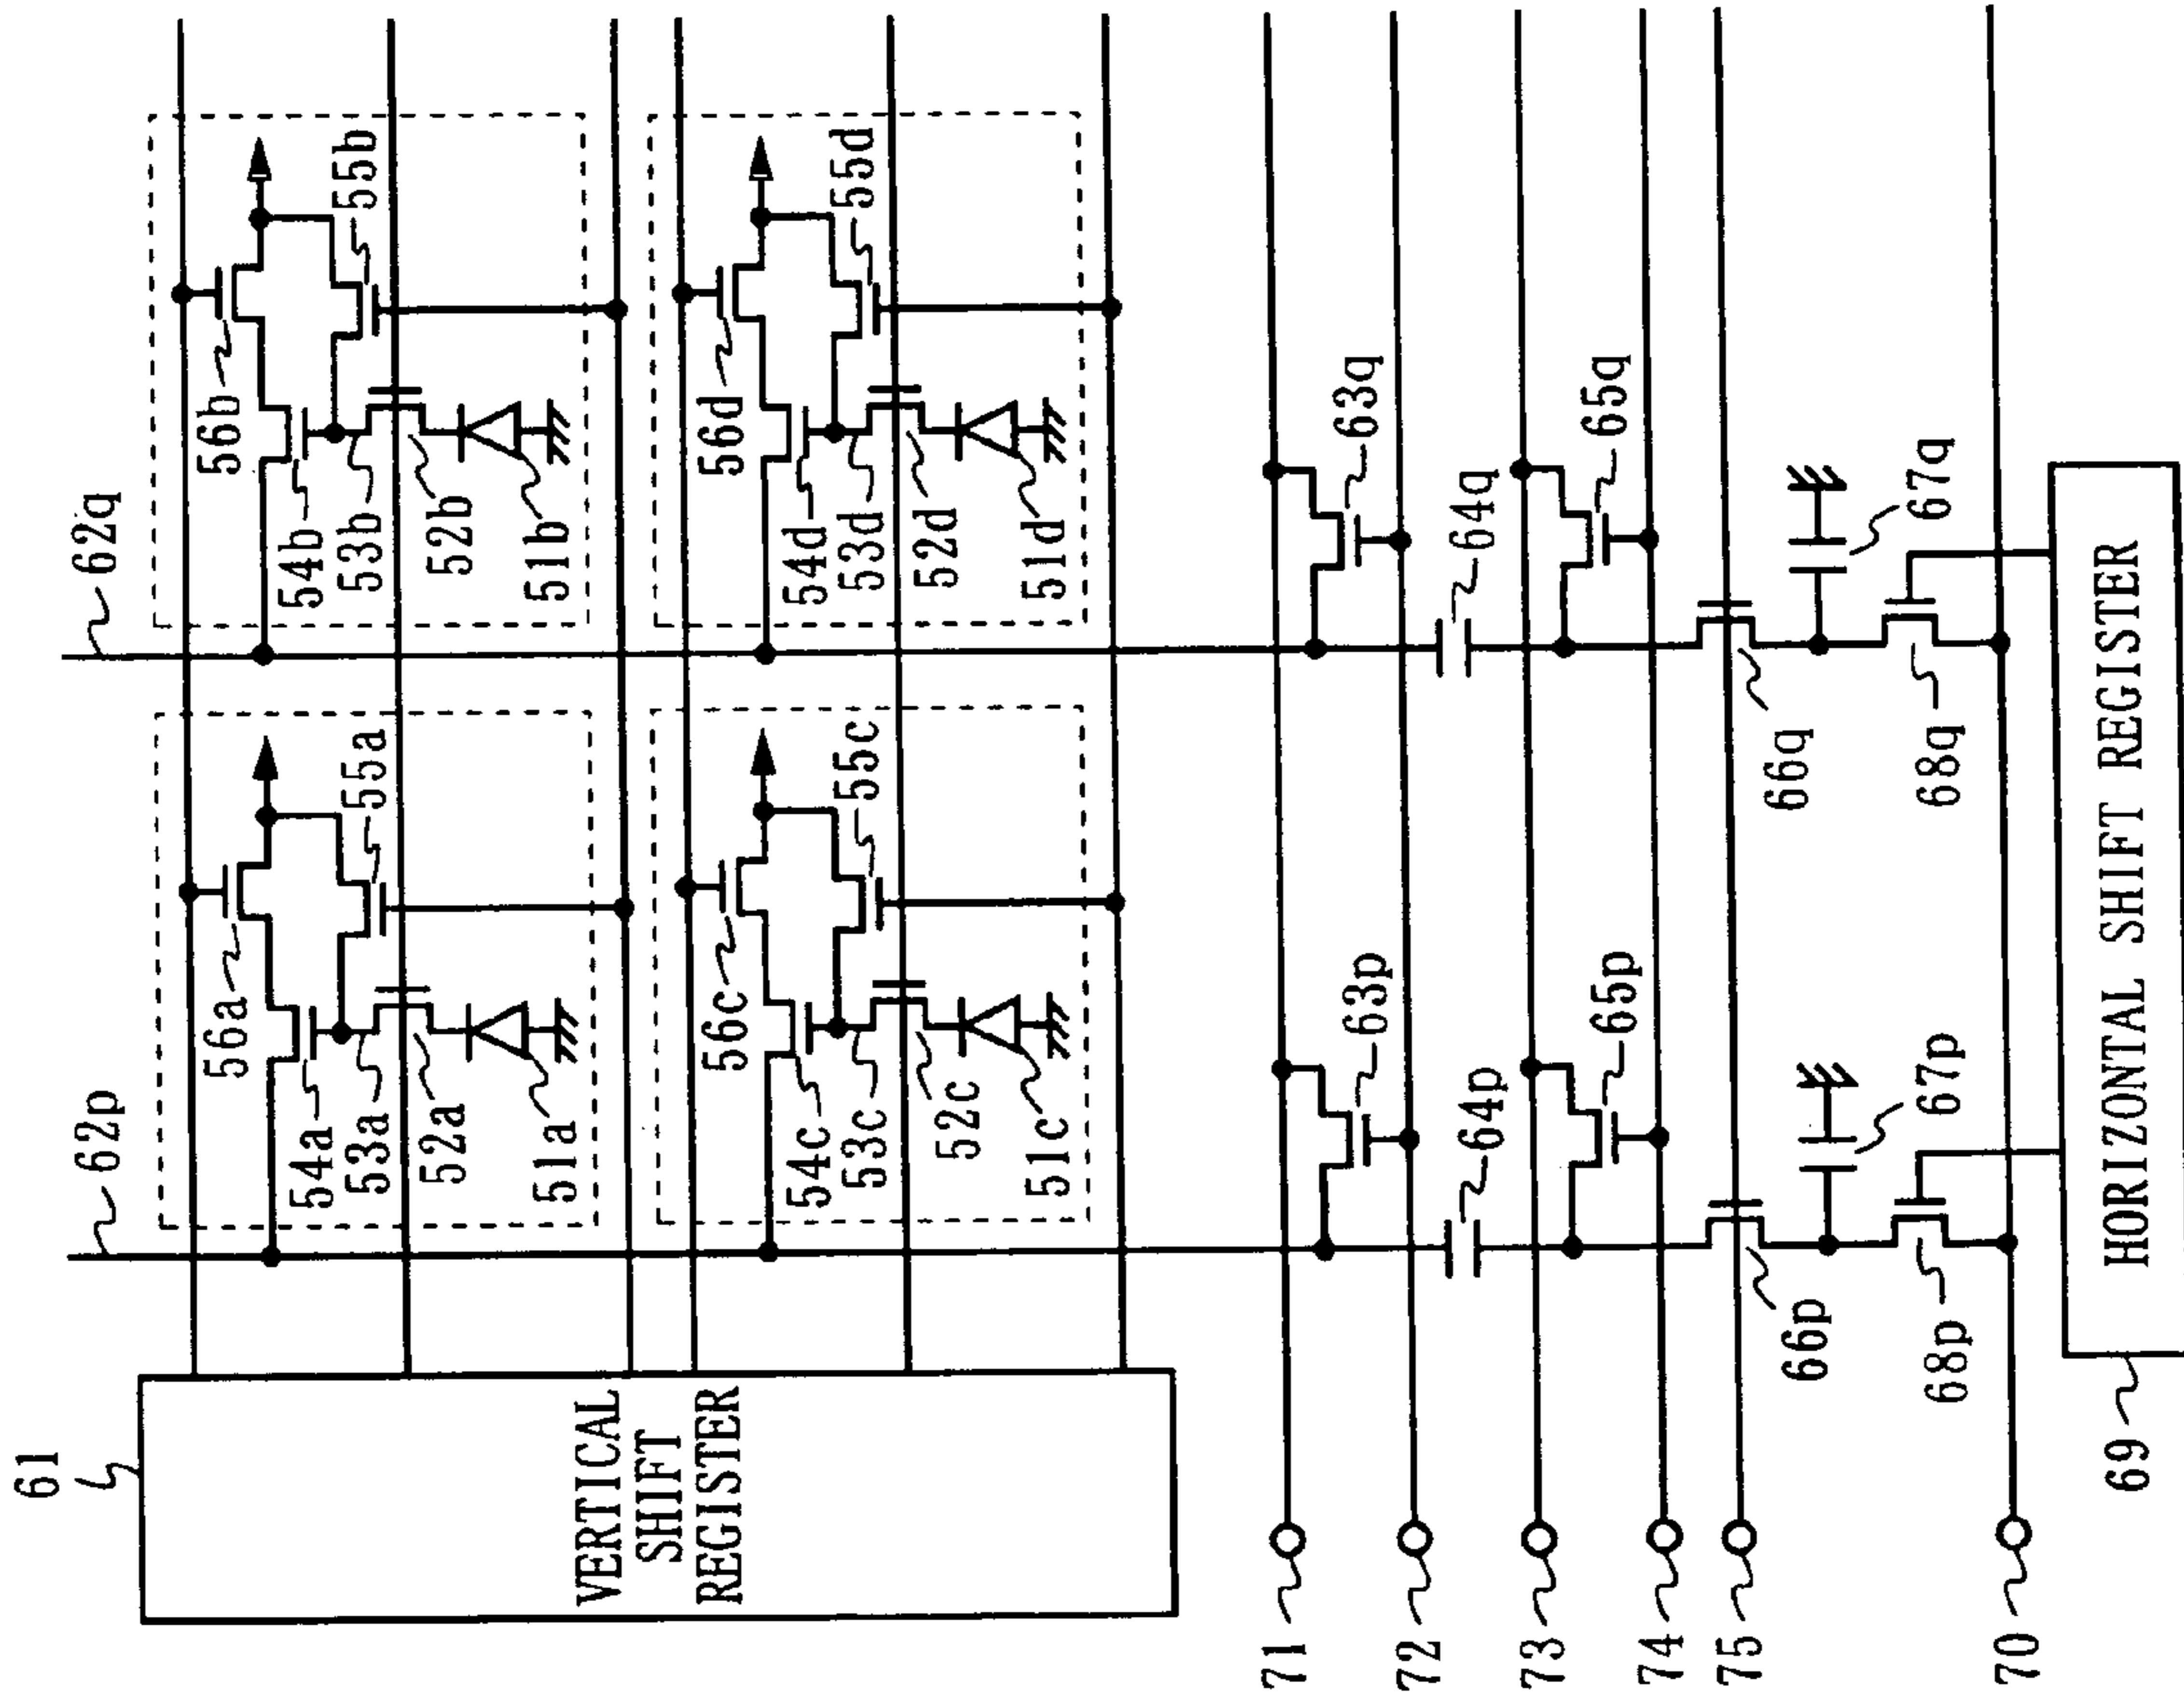 61
VERTICAL
SHIFT
REGISTER
62p
62q
56a
55a
54a
53a
52a
51a
56b
55b
54b
53b
52b
51b
56c
55c
54c
53c
52c
51c
56d
55d
54d
53d
52d
51d
71
63p
63q
72
64p
64q
73
65p
65q
74
75
66p
66q
67p
67q
68p
68q
70
69
HORIZONTAL SHIFT REGISTER